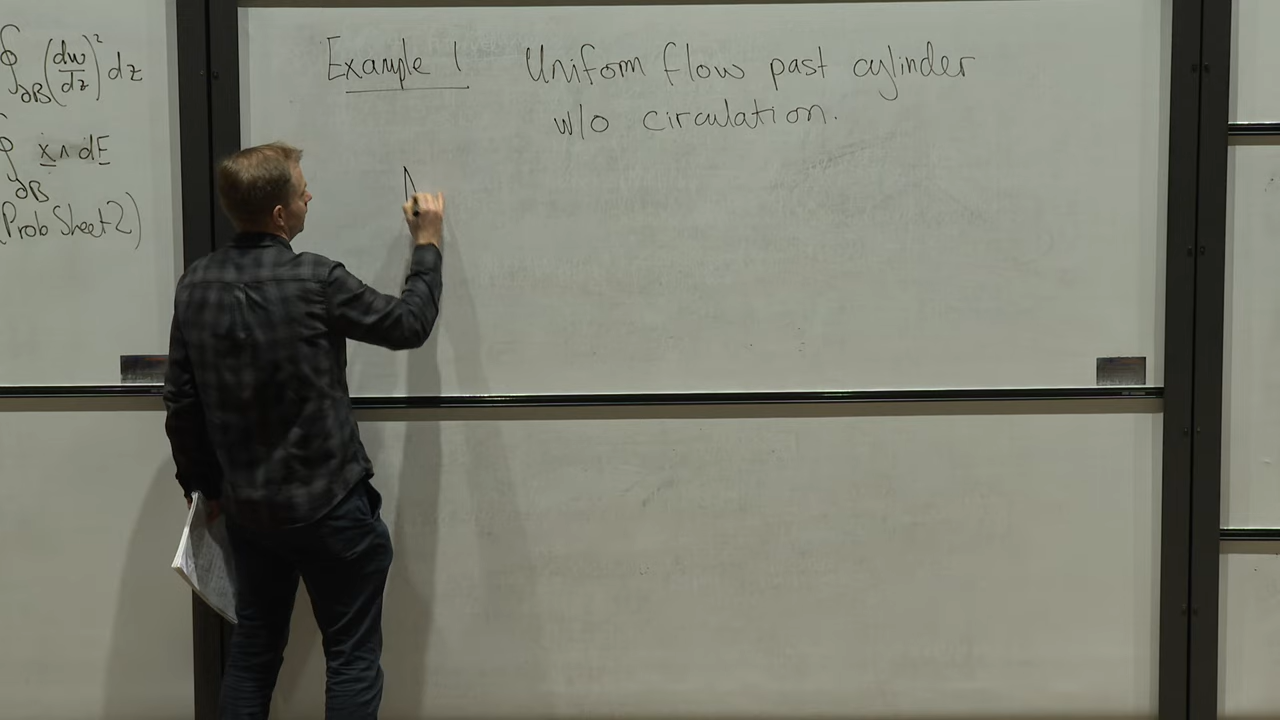 ∮∂B (dw/dz)² dz
∮∂B x ∧ dF
(Prob Sheet 2)
Example 1 Uniform flow past cylinder
w/o circulation.